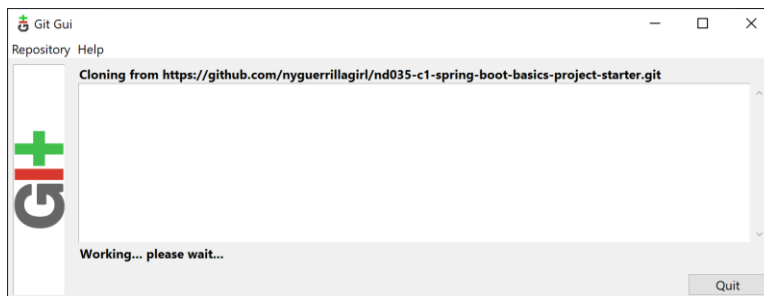 Git Gui
Repository Help
Cloning from https://github.com/nyguerrillagirl/nd035-c1-spring-boot-basics-project-starter.git
GIt
Working... please wait...
Quit